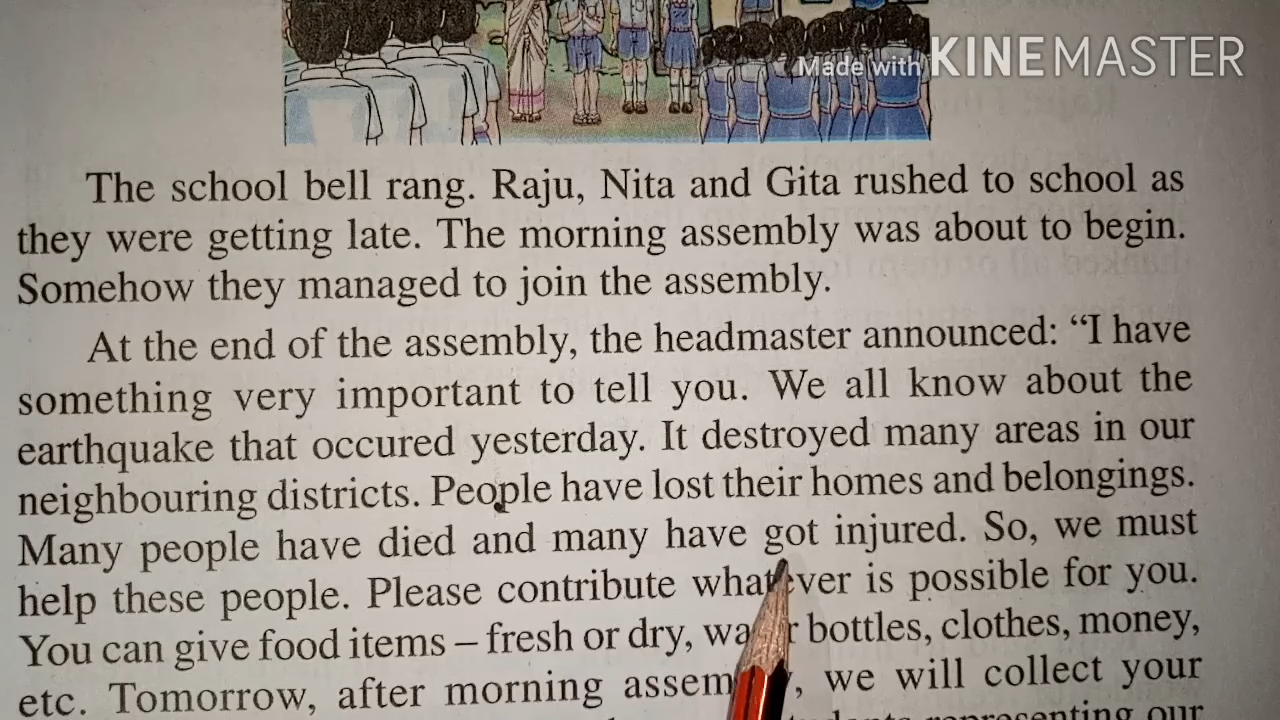 Made with KINEMASTER
The school bell rang. Raju, Nita and Gita rushed to school as
they were getting late. The morning assembly was about to begin.
Somehow they managed to join the assembly.
At the end of the assembly, the headmaster announced: “I have
something very important to tell you. We all know about the
earthquake that occured yesterday. It destroyed many areas in our
neighbouring districts. People have lost their homes and belongings.
Many people have died and many have got injured. So, we must
help these people. Please contribute whatever is possible for you.
You can give food items – fresh or dry, water bottles, clothes, money,
etc. Tomorrow, after morning assembly, we will collect your
representing our